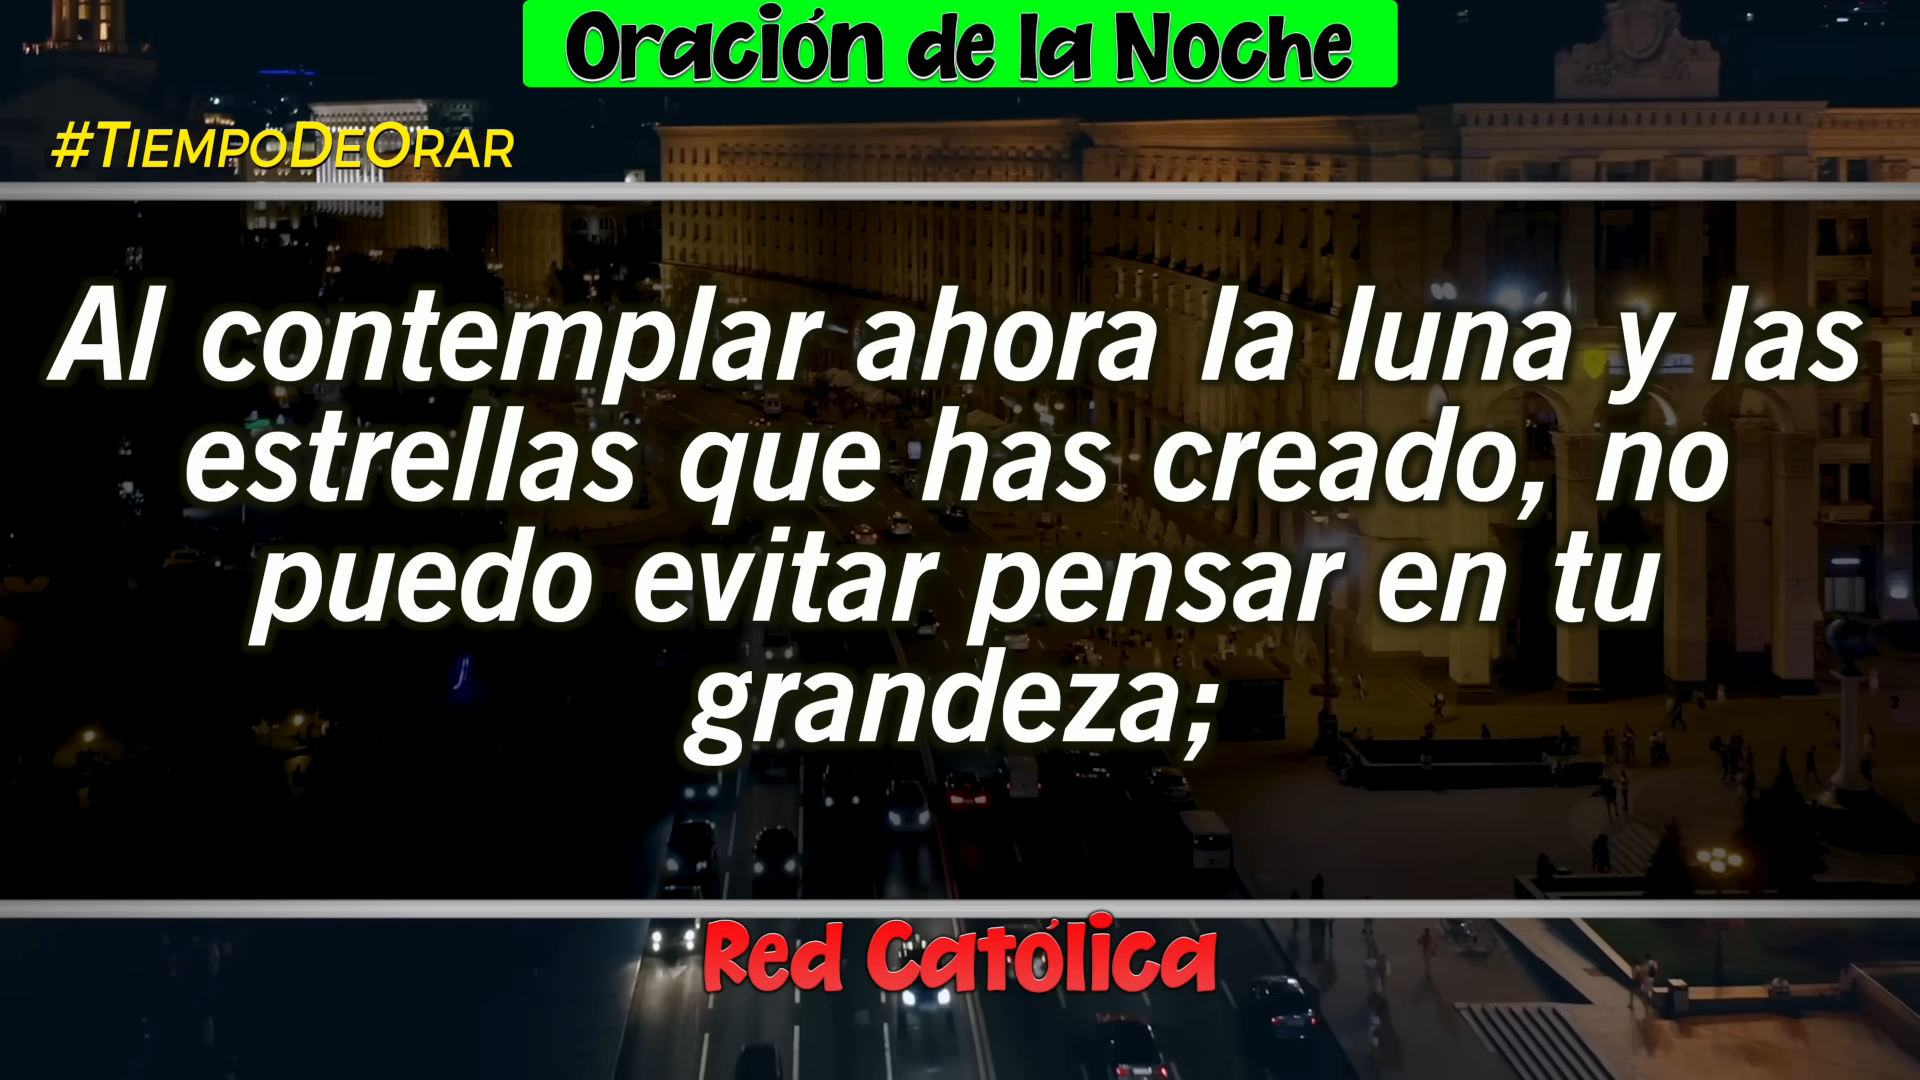 Oración de la Noche
#TiempoDeOrar
Al contemplar ahora la luna y las
estrellas que has creado, no
puedo evitar pensar en tu
grandeza;
Red Católica